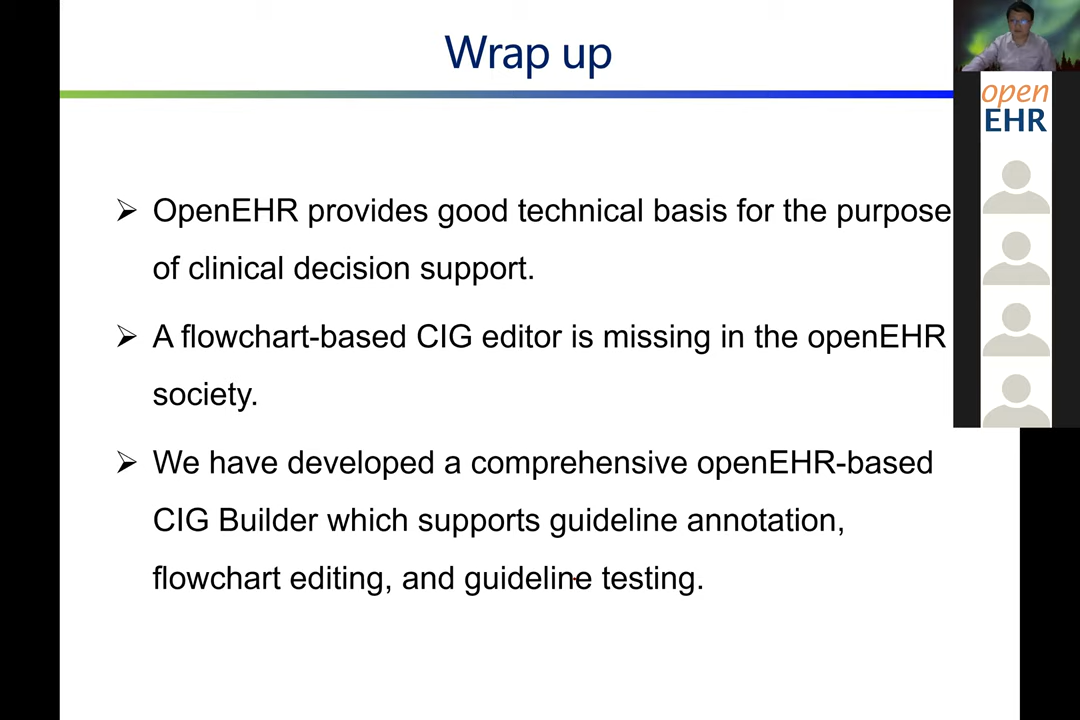 Wrap up
open
EHR
OpenEHR provides good technical basis for the purpose
of clinical decision support.
A flowchart-based CIG editor is missing in the openEHR
society.
We have developed a comprehensive openEHR-based
CIG Builder which supports guideline annotation,
flowchart editing, and guideline testing.